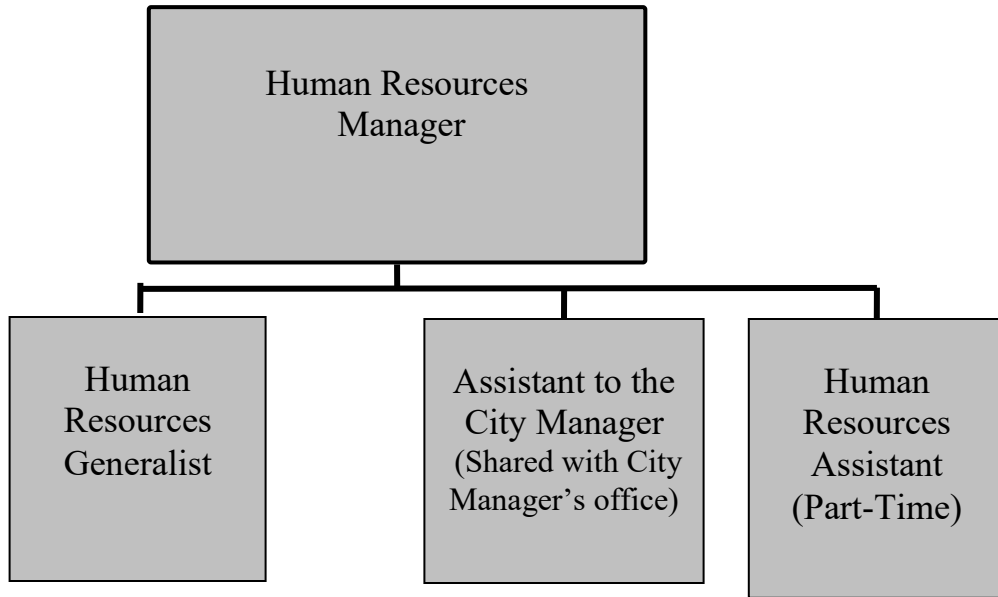 Human Resources
Manager
Human
Resources
Generalist
Assistant to the
City Manager
(Shared with City
Manager’s office)
Human
Resources
Assistant
(Part-Time)